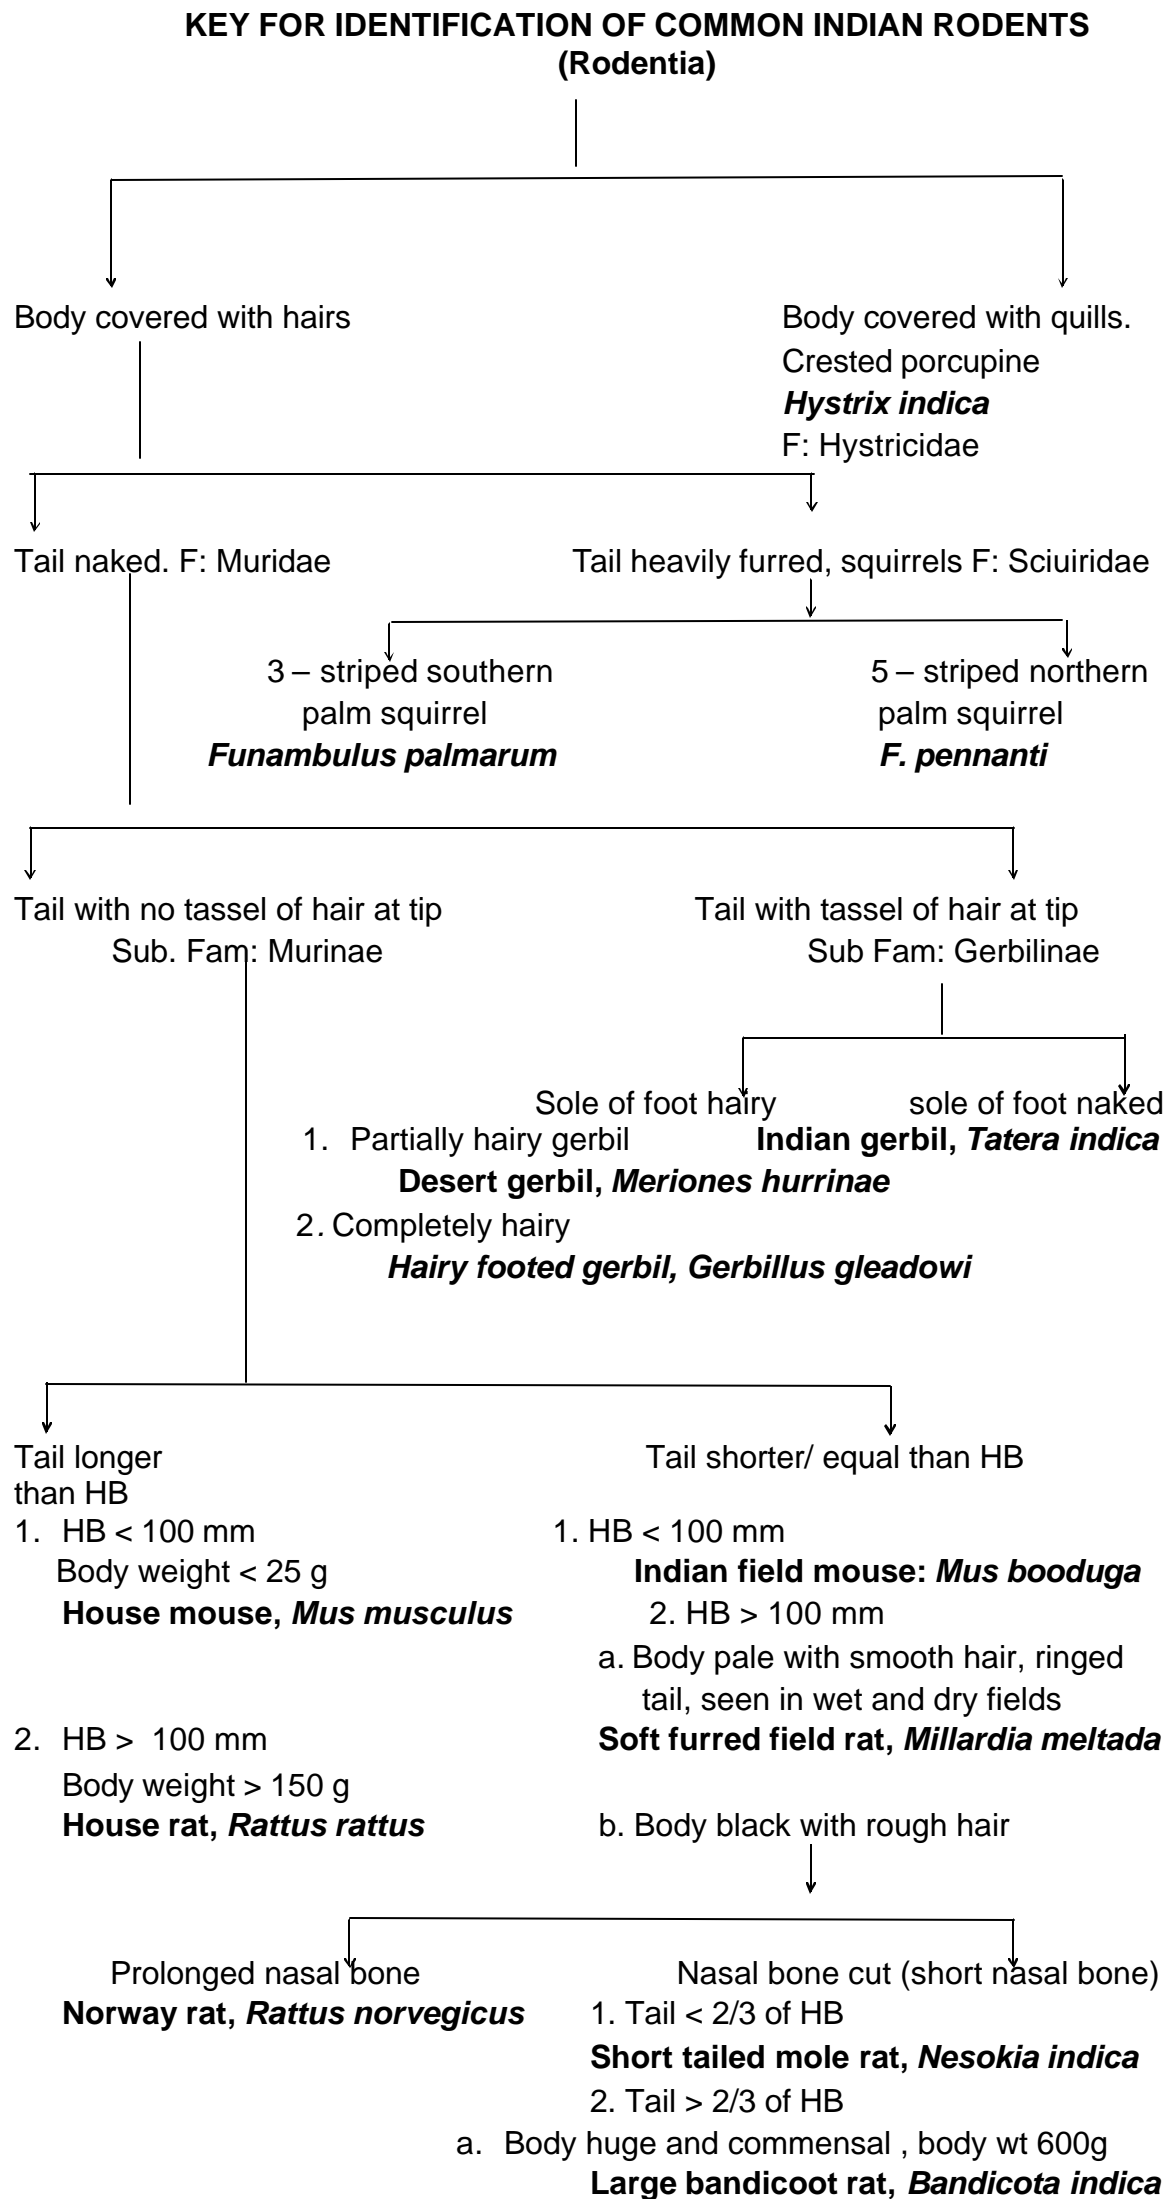 KEY FOR IDENTIFICATION OF COMMON INDIAN RODENTS
(Rodentia)
Body covered with hairs
Body covered with quills.
Crested porcupine
Hystrix indica
F: Hystricidae
Tail naked. F: Muridae
Tail heavily furred, squirrels F: Sciuiridae
3 – striped southern
palm squirrel
Funambulus palmarum
5 – striped northern
palm squirrel
F. pennanti
Tail with no tassel of hair at tip
Sub. Fam: Murinae
Tail with tassel of hair at tip
Sub Fam: Gerbilinae
Sole of foot hairy
1. Partially hairy gerbil
Desert gerbil, Meriones hurrinae
2. Completely hairy
Hairy footed gerbil, Gerbillus gleadowi
sole of foot naked
Indian gerbil, Tatera indica
Tail longer
than HB
1. HB < 100 mm
Body weight < 25 g
House mouse, Mus musculus
2. HB > 100 mm
Body weight > 150 g
House rat, Rattus rattus
Tail shorter/ equal than HB
1. HB < 100 mm
Indian field mouse: Mus booduga
2. HB > 100 mm
a. Body pale with smooth hair, ringed
tail, seen in wet and dry fields
Soft furred field rat, Millardia meltada
b. Body black with rough hair
Prolonged nasal bone
Norway rat, Rattus norvegicus
Nasal bone cut (short nasal bone)
1. Tail < 2/3 of HB
Short tailed mole rat, Nesokia indica
2. Tail > 2/3 of HB
a. Body huge and commensal , body wt 600g
Large bandicoot rat, Bandicota indica